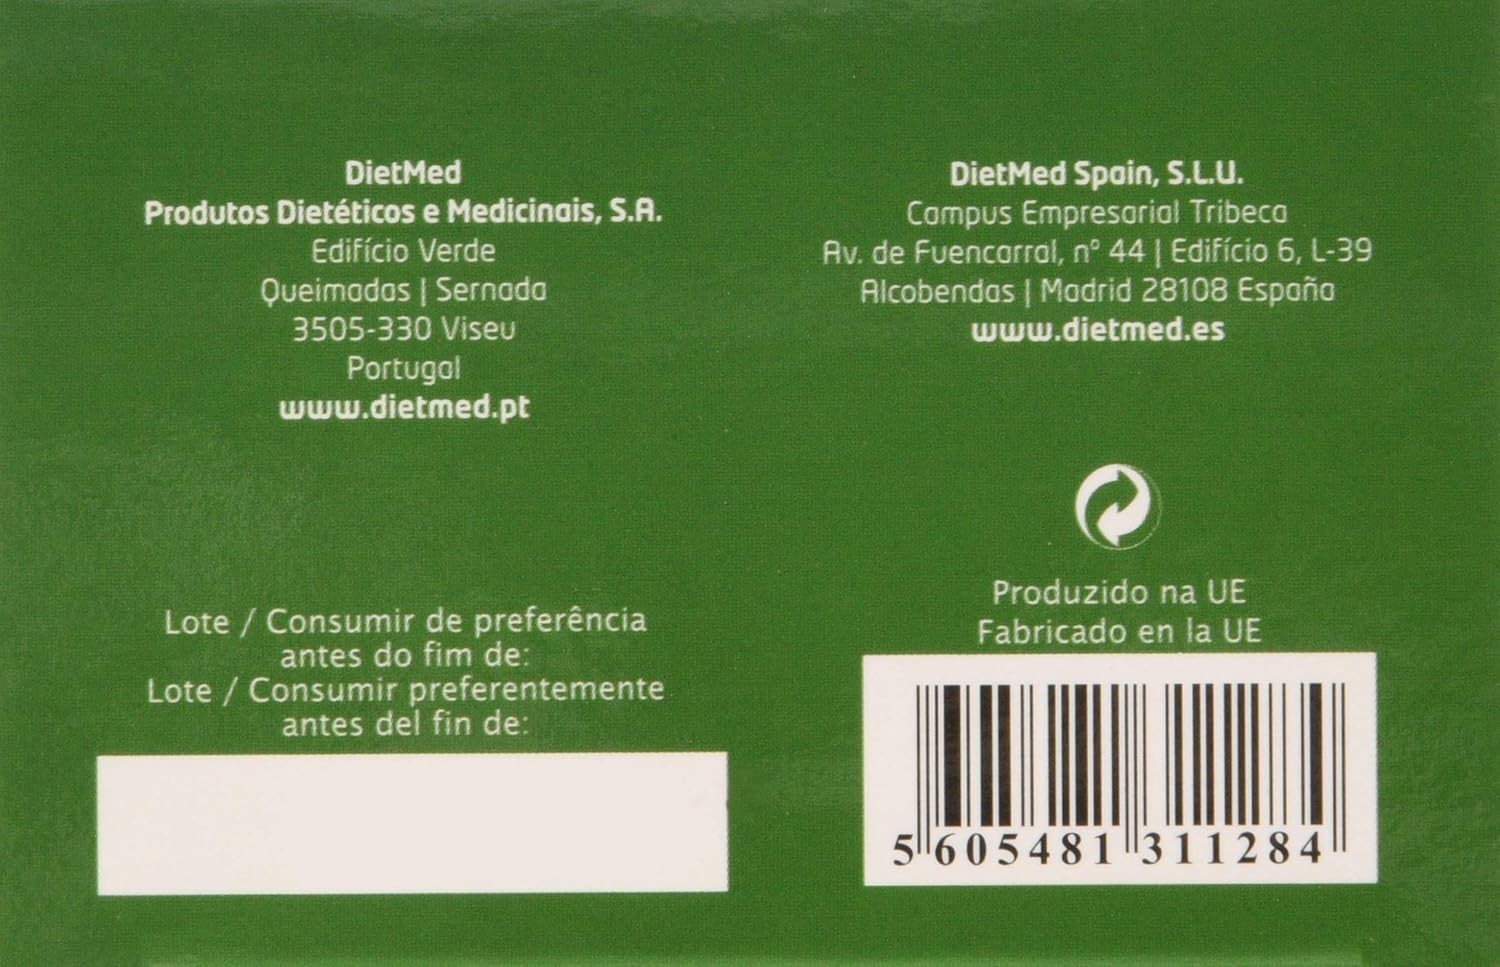 DietMed
Produtos Dietéticos e Medicinais, S.A.
Edifício Verde
Queimadas | Sernada
3505-330 Viseu
Portugal
www.dietmed.pt
DietMed Spain, S.L.U.
Campus Empresarial Tribeca
Av. de Fuencarral, nº 44 | Edifício 6, L-39
Alcobendas | Madrid 28108 España
www.dietmed.es
Lote / Consumir de preferência
antes do fim de:
Lote / Consumir preferentemente
antes del fin de:
Produzido na UE
Fabricado en la UE
5 605481 311284